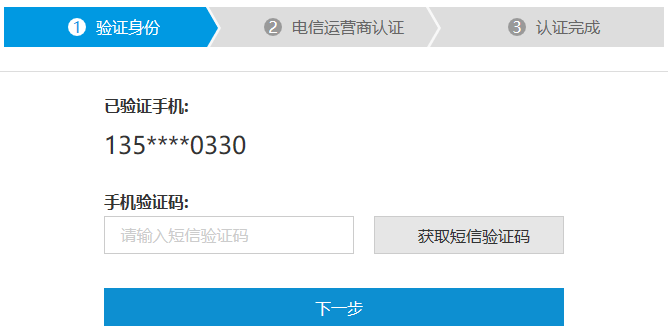 1 验证身份 2 电信运营商认证 3 认证完成
已验证手机:
135****0330
手机验证码:
请输入短信验证码 获取短信验证码
下一步